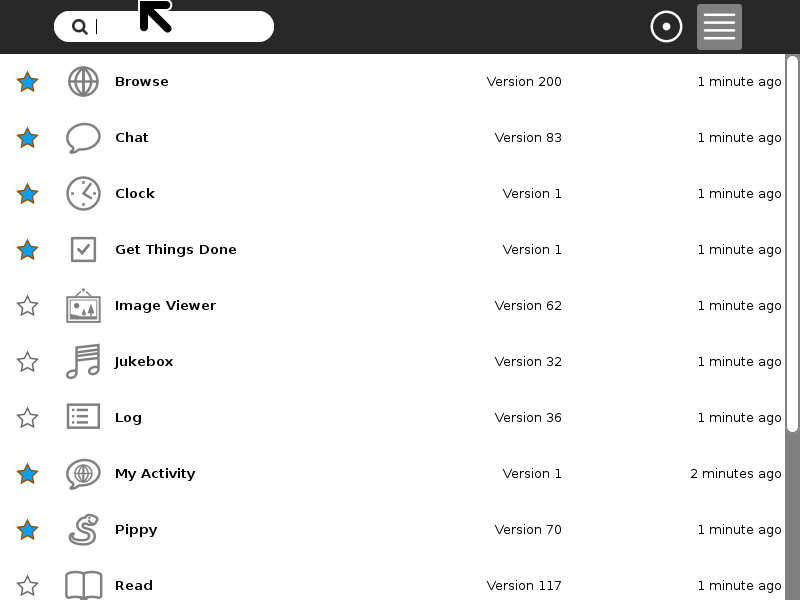 Browse Version 200 1 minute ago
Chat Version 83 1 minute ago
Clock Version 1 1 minute ago
Get Things Done Version 1 1 minute ago
Image Viewer Version 62 1 minute ago
Jukebox Version 32 1 minute ago
Log Version 36 1 minute ago
My Activity Version 1 2 minutes ago
Pippy Version 70 1 minute ago
Read Version 117 1 minute ago